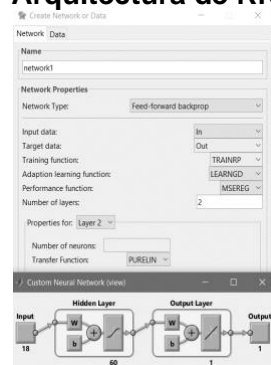 Create Network or Data
Network Data
Name
network1
Network Properties
Network Type: Feed-forward backprop
Input data: In
Target data: Out
Training function: TRAINRP
Adaption learning function: LEARNGD
Performance function: MSEREG
Number of layers: 2
Properties for: Layer 2
Number of neurons:
Transfer Function: PURELIN
Custom Neural Network (view)
Hidden Layer Output Layer
Input Output
W W
b b
18 60 1 1